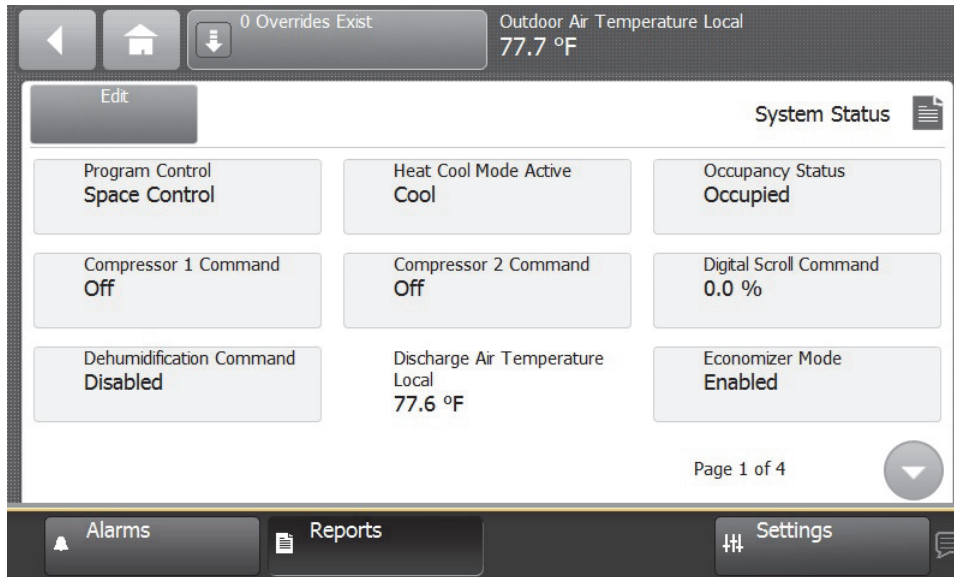 0 Overrides Exist
Outdoor Air Temperature Local
77.7 °F
Edit
System Status
Program Control
Space Control
Heat Cool Mode Active
Cool
Occupancy Status
Occupied
Compressor 1 Command
Off
Compressor 2 Command
Off
Digital Scroll Command
0.0 %
Dehumidification Command
Disabled
Discharge Air Temperature
Local
77.6 °F
Economizer Mode
Enabled
Page 1 of 4
Alarms
Reports
Settings